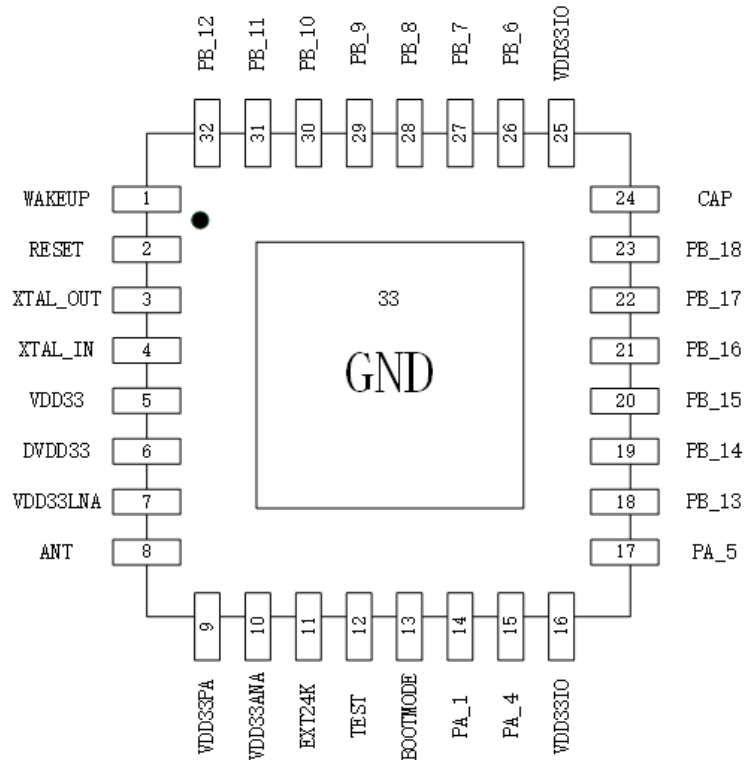 PB_12 PB_11 PB_10 PB_9 PB_8 PB_7 PB_6 VDD33IO
32 31 30 29 28 27 26 25
WAKEUP 1 24 CAP
RESET 2 23 PB_18
XTAL_OUT 3 33 22 PB_17
XTAL_IN 4 21 PB_16
GND
VDD33 5 20 PB_15
DVDD33 6 19 PB_14
VDD33LNA 7 18 PB_13
ANT 8 17 PA_5
9 10 11 12 13 14 15 16
VDD33PA VDD33ANA EXT24K TEST BOOTMODE PA_1 PA_4 VDD33IO